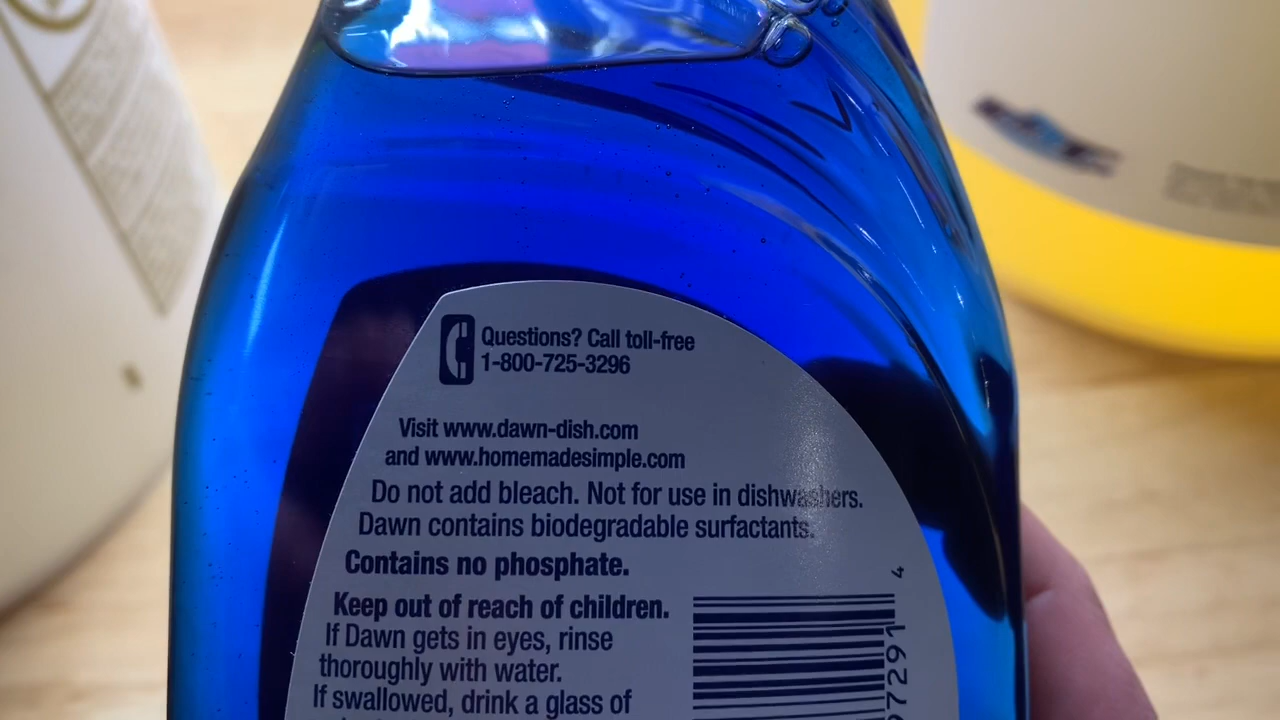 Questions? Call toll-free
1-800-725-3296
Visit www.dawn-dish.com
and www.homemadesimple.com
Do not add bleach. Not for use in dishwashers.
Dawn contains biodegradable surfactants.
Contains no phosphate.
Keep out of reach of children.
If Dawn gets in eyes, rinse
thoroughly with water.
If swallowed, drink a glass of
4
97291